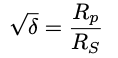 √δ = R_p / R_S